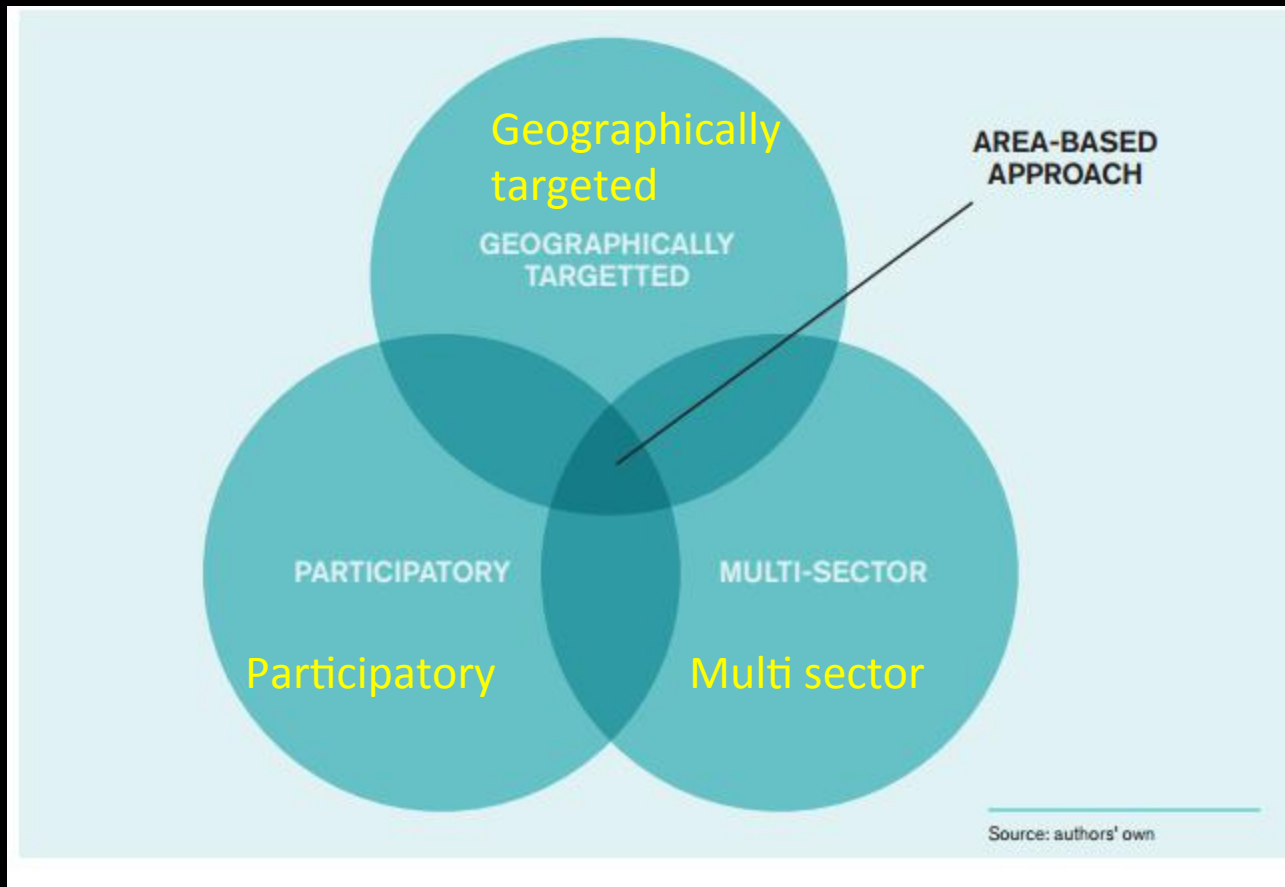 Geographically
targeted
AREA-BASED
APPROACH
GEOGRAPHICALLY
TARGETTED
PARTICIPATORY
MULTI-SECTOR
Participatory
Multi sector
Source: authors' own